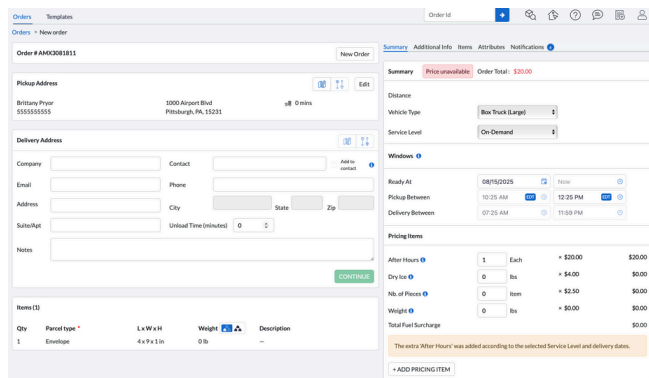 Orders Templates
Order Id
Orders > New order
Order # AMX3081811
New Order
Pickup Address
Edit
Brittany Pryor
5555555555
1000 Airport Blvd
Pittsburgh, PA, 15231
0 mins
Delivery Address
Company
Contact
Add to contact
Email
Phone
Address
City
State
Zip
Suite/Apt
Unload Time (minutes) 0
Notes
CONTINUE
Items (1)
Qty Parcel type * L x W x H Weight Description
1 Envelope 4 x 9 x 1 in 0 lb —
Summary Additional Info Items Attributes Notifications
Summary Price unavailable Order Total : $20.00
Distance
Vehicle Type Box Truck (Large)
Service Level On-Demand
Windows
Ready At 08/15/2025 Now
Pickup Between 10:25 AM EDT 12:25 PM EDT
Delivery Between 07:25 AM 11:59 PM
Pricing Items
After Hours 1 Each × $20.00 $20.00
Dry Ice 0 lbs × $4.00 $0.00
Nb. of Pieces 0 item × $2.50 $0.00
Weight 0 lbs × $0.00 $0.00
Total Fuel Surcharge $0.00
The extra 'After Hours' was added according to the selected Service Level and delivery dates.
+ ADD PRICING ITEM